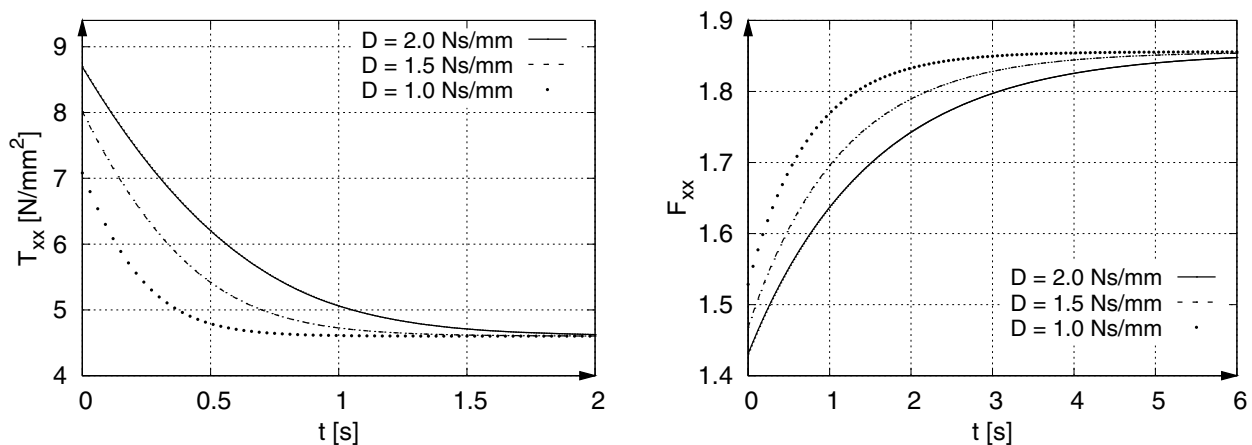 9
8
7
6
5
4
T_xx [N/mm²]
D = 2.0 Ns/mm
D = 1.5 Ns/mm
D = 1.0 Ns/mm
0 0.5 1 1.5 2
t [s]
1.9
1.8
1.7
1.6
1.5
1.4
F_xx
D = 2.0 Ns/mm
D = 1.5 Ns/mm
D = 1.0 Ns/mm
0 1 2 3 4 5 6
t [s]